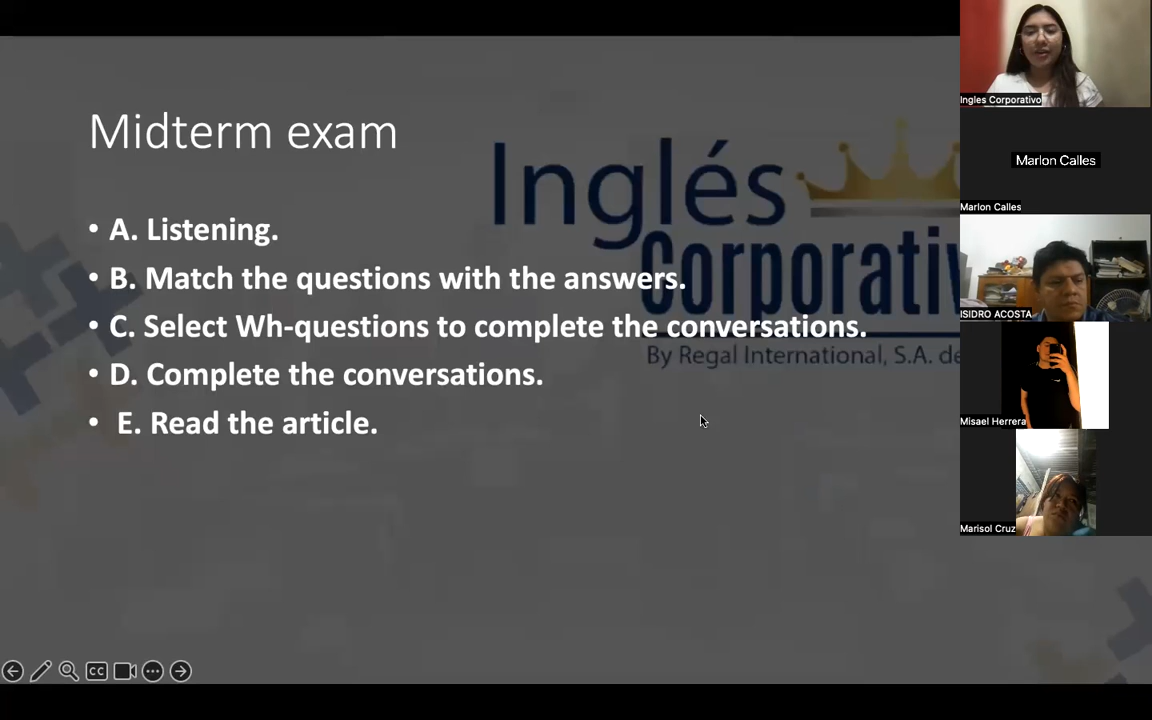 Midterm exam
Inglés
Corporativ
By Regal International, S.A. de
• A. Listening.
• B. Match the questions with the answers.
• C. Select Wh-questions to complete the conversations.
• D. Complete the conversations.
• E. Read the article.
CC
Ingles Corporativo
Marlon Calles
Marlon Calles
ISIDRO ACOSTA
Misael Herrera
Marisol Cruz